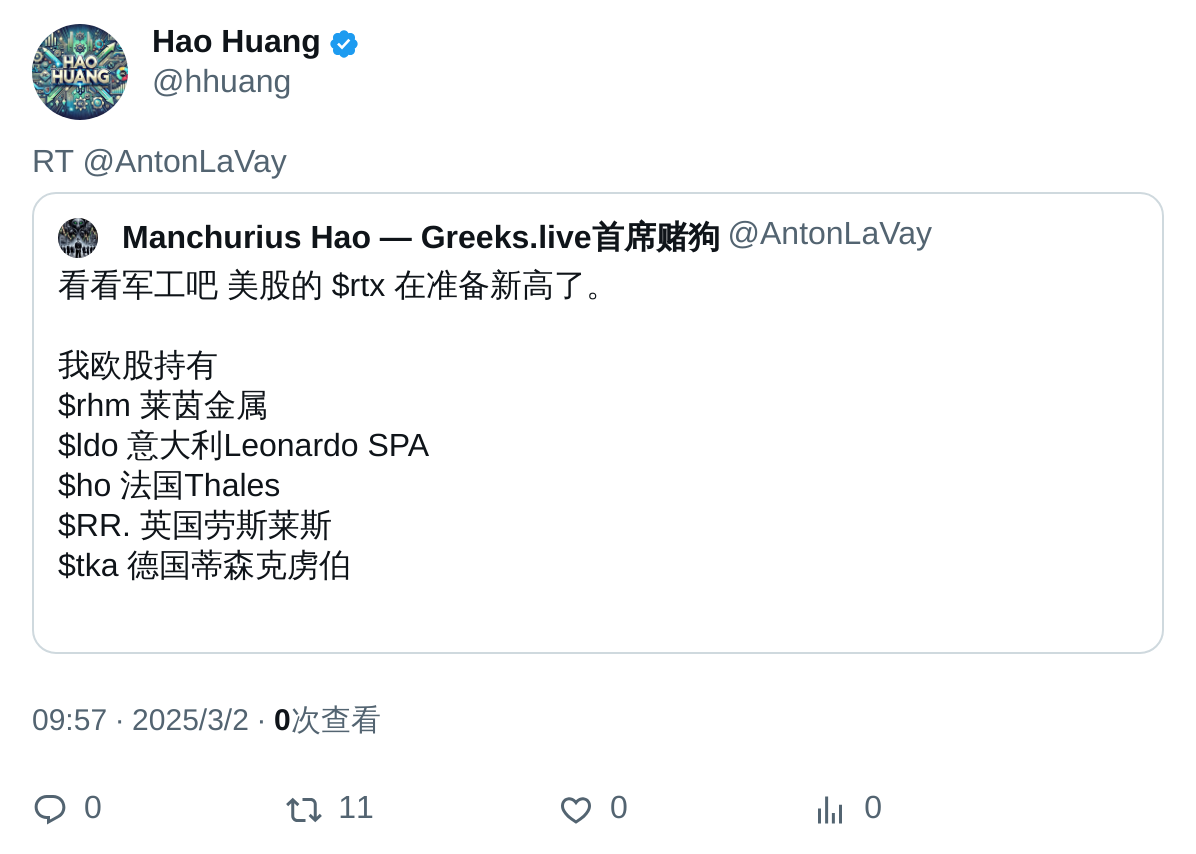 HAO
HUANG
Hao Huang
@hhuang
RT @AntonLaVay
Manchurius Hao — Greeks.live首席赌狗 @AntonLaVay
看看军工吧 美股的 $rtx 在准备新高了。
我欧股持有
$rhm 莱茵金属
$ldo 意大利Leonardo SPA
$ho 法国Thales
$RR. 英国劳斯莱斯
$tka 德国蒂森克虏伯
09:57 · 2025/3/2 · 0次查看
0 11 0 0